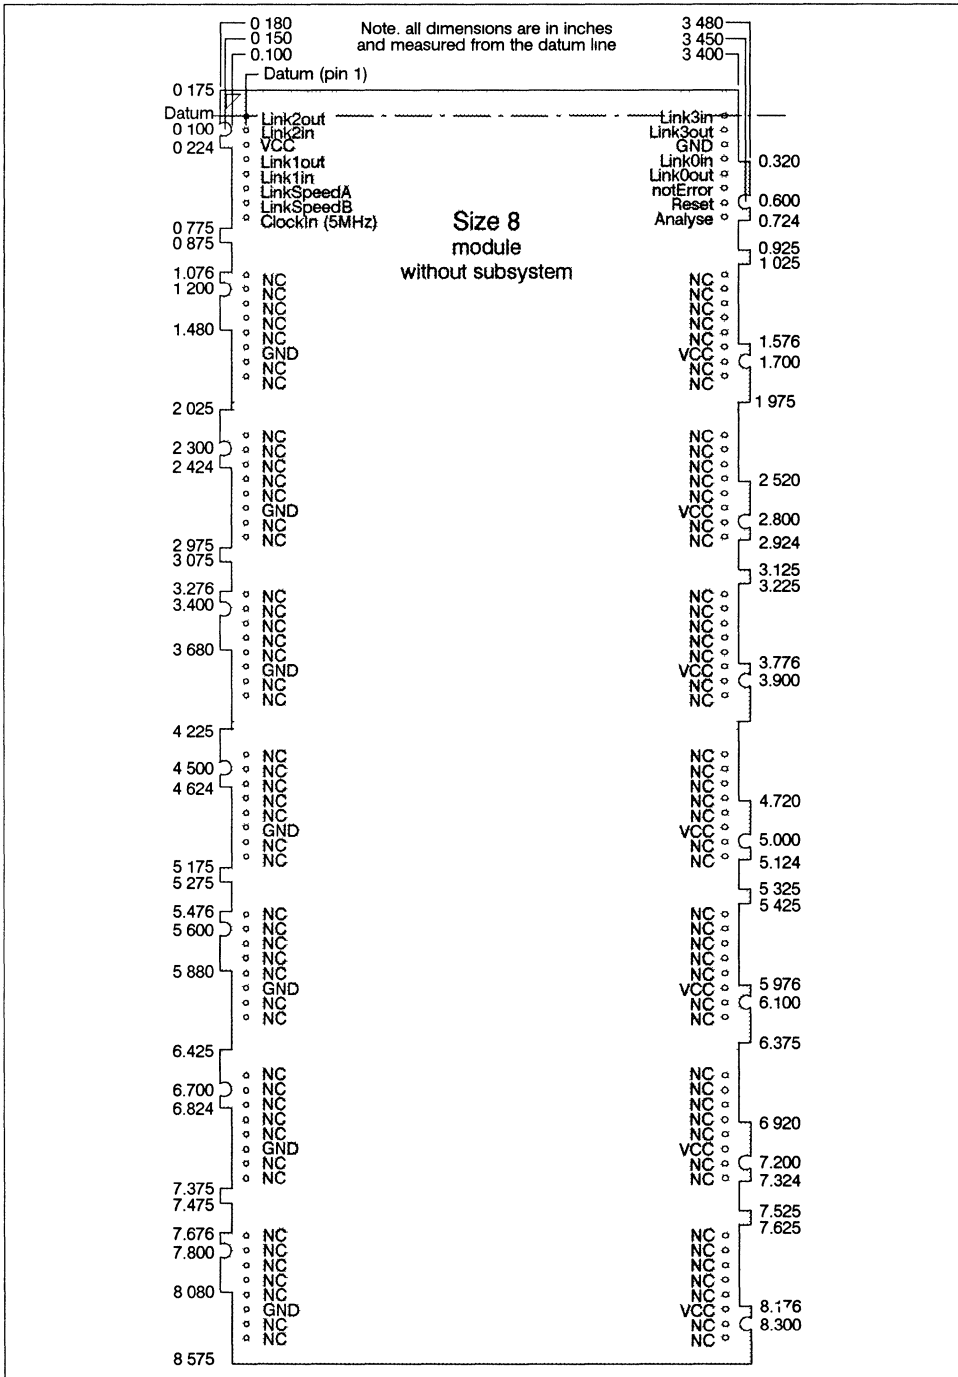 0 180
0 150
0.100
Note. all dimensions are in inches
and measured from the datum line
3 480
3 450
3 400
Datum (pin 1)
0 175
Datum
0 100
0 224
0 775
0 875
1.076
1 200
1.480
2 025
2 300
2 424
2 975
3 075
3.276
3.400
3 680
4 225
4 500
4 624
5 175
5 275
5.476
5 600
5 880
6.425
6.700
6.824
7.375
7.475
7.676
7.800
8 080
8 575
Link2out
Link2in
VCC
Link1out
Link1in
LinkSpeedA
LinkSpeedB
ClockIn (5MHz)
NC
NC
NC
NC
NC
GND
NC
NC
NC
NC
NC
NC
NC
GND
NC
NC
NC
NC
NC
NC
NC
GND
NC
NC
NC
NC
NC
NC
NC
GND
NC
NC
NC
NC
NC
NC
NC
GND
NC
NC
NC
NC
NC
NC
NC
GND
NC
NC
NC
NC
NC
NC
NC
GND
NC
NC
Size 8
module
without subsystem
Link3in
Link3out
GND
Link0in
Link0out
notError
Reset
Analyse
NC
NC
NC
NC
NC
VCC
NC
NC
NC
NC
NC
NC
NC
VCC
NC
NC
NC
NC
NC
NC
NC
VCC
NC
NC
NC
NC
NC
NC
NC
VCC
NC
NC
NC
NC
NC
NC
NC
VCC
NC
NC
NC
NC
NC
NC
NC
VCC
NC
NC
NC
NC
NC
NC
NC
VCC
NC
NC
0.320
0.600
0.724
0.925
1 025
1.576
1.700
1 975
2 520
2.800
2.924
3.125
3.225
3.776
3.900
4.720
5.000
5.124
5 325
5 425
5 976
6.100
6.375
6 920
7.200
7.324
7.525
7.625
8.176
8.300